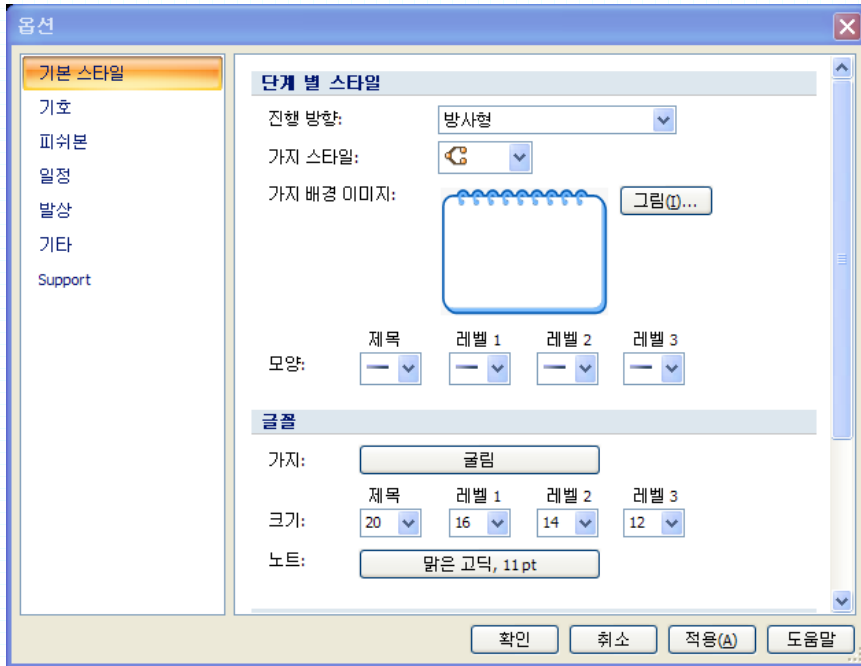 옵션
기본 스타일
기호
피쉬본
일정
발상
기타
Support
단계 별 스타일
진행 방향: 방사형
가지 스타일:
가지 배경 이미지: 그림(I)...
제목 레벨 1 레벨 2 레벨 3
모양:
글꼴
가지: 굴림
제목 레벨 1 레벨 2 레벨 3
크기: 20 16 14 12
노트: 맑은 고딕, 11pt
확인 취소 적용(A) 도움말